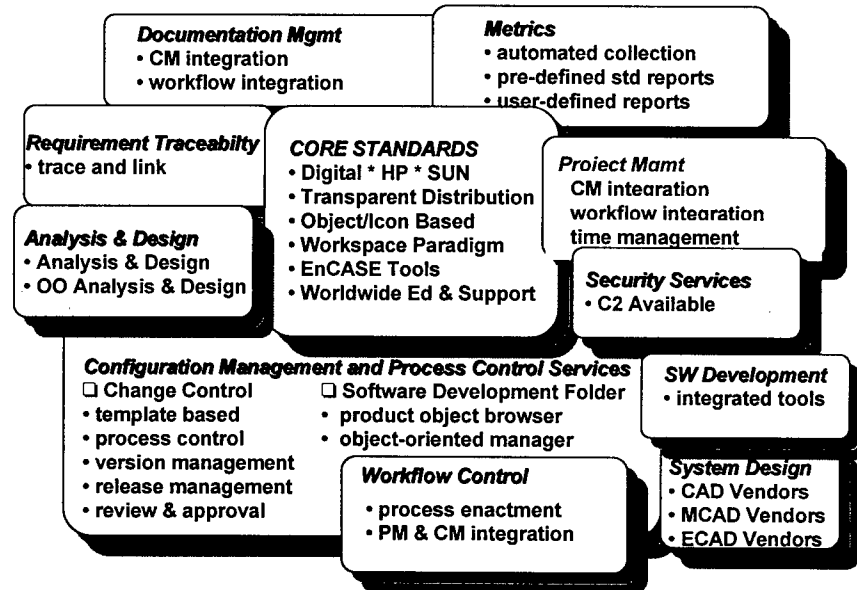 Documentation Mgmt
• CM integration
• workflow integration
Metrics
• automated collection
• pre-defined std reports
• user-defined reports
Requirement Traceabilty
• trace and link
CORE STANDARDS
• Digital * HP * SUN
• Transparent Distribution
• Object/Icon Based
• Workspace Paradigm
• EnCASE Tools
• Worldwide Ed & Support
Project Mgmt
CM integration
workflow integration
time management
Analysis & Design
• Analysis & Design
• OO Analysis & Design
Security Services
• C2 Available
Configuration Management and Process Control Services
❏ Change Control
• template based
• process control
• version management
• release management
• review & approval
❏ Software Development Folder
• product object browser
• object-oriented manager
SW Development
• integrated tools
Workflow Control
• process enactment
• PM & CM integration
System Design
• CAD Vendors
• MCAD Vendors
• ECAD Vendors